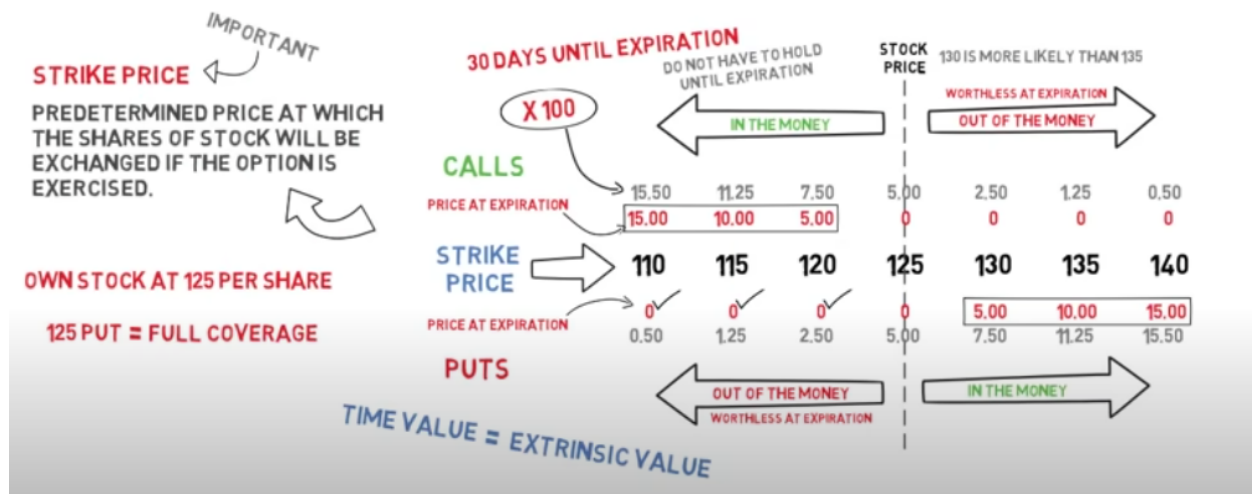 IMPORTANT
STRIKE PRICE
PREDETERMINED PRICE AT WHICH
THE SHARES OF STOCK WILL BE
EXCHANGED IF THE OPTION IS
EXERCISED.
OWN STOCK AT 125 PER SHARE
125 PUT = FULL COVERAGE
30 DAYS UNTIL EXPIRATION
DO NOT HAVE TO HOLD
UNTIL EXPIRATION
STOCK
PRICE
130 IS MORE LIKELY THAN 135
X 100
WORTHLESS AT EXPIRATION
IN THE MONEY
OUT OF THE MONEY
CALLS
15.50 11.25 7.50 5.00 2.50 1.25 0.50
PRICE AT EXPIRATION
15.00 10.00 5.00 0 0 0 0
STRIKE
PRICE
110 115 120 125 130 135 140
PRICE AT EXPIRATION
0 0 0 0 5.00 10.00 15.00
0.50 1.25 2.50 5.00 7.50 11.25 15.50
PUTS
OUT OF THE MONEY
IN THE MONEY
WORTHLESS AT EXPIRATION
TIME VALUE = EXTRINSIC VALUE